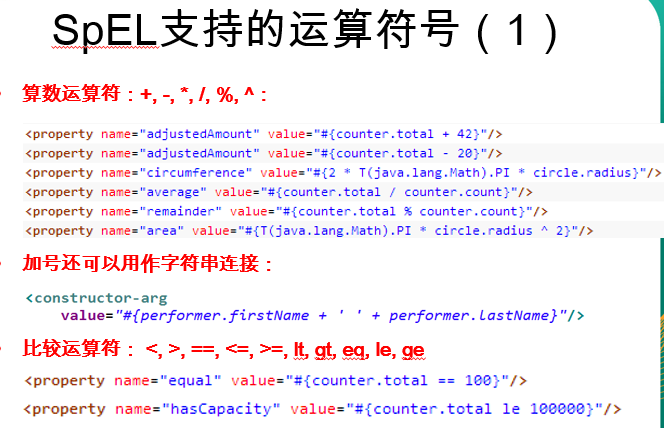 SpEL支持的运算符号（1）
算数运算符：+, -, *, /, %, ^：
<property name="adjustedAmount" value="#{counter.total + 42}"/>
<property name="adjustedAmount" value="#{counter.total - 20}"/>
<property name="circumference" value="#{2 * T(java.lang.Math).PI * circle.radius}"/>
<property name="average" value="#{counter.total / counter.count}"/>
<property name="remainder" value="#{counter.total % counter.count}"/>
<property name="area" value="#{T(java.lang.Math).PI * circle.radius ^ 2}"/>
加号还可以用作字符串连接：
<constructor-arg
value="#{performer.firstName + ' ' + performer.lastName}"/>
比较运算符： <, >, ==, <=, >=, lt, gt, eq, le, ge
<property name="equal" value="#{counter.total == 100}"/>
<property name="hasCapacity" value="#{counter.total le 100000}"/>